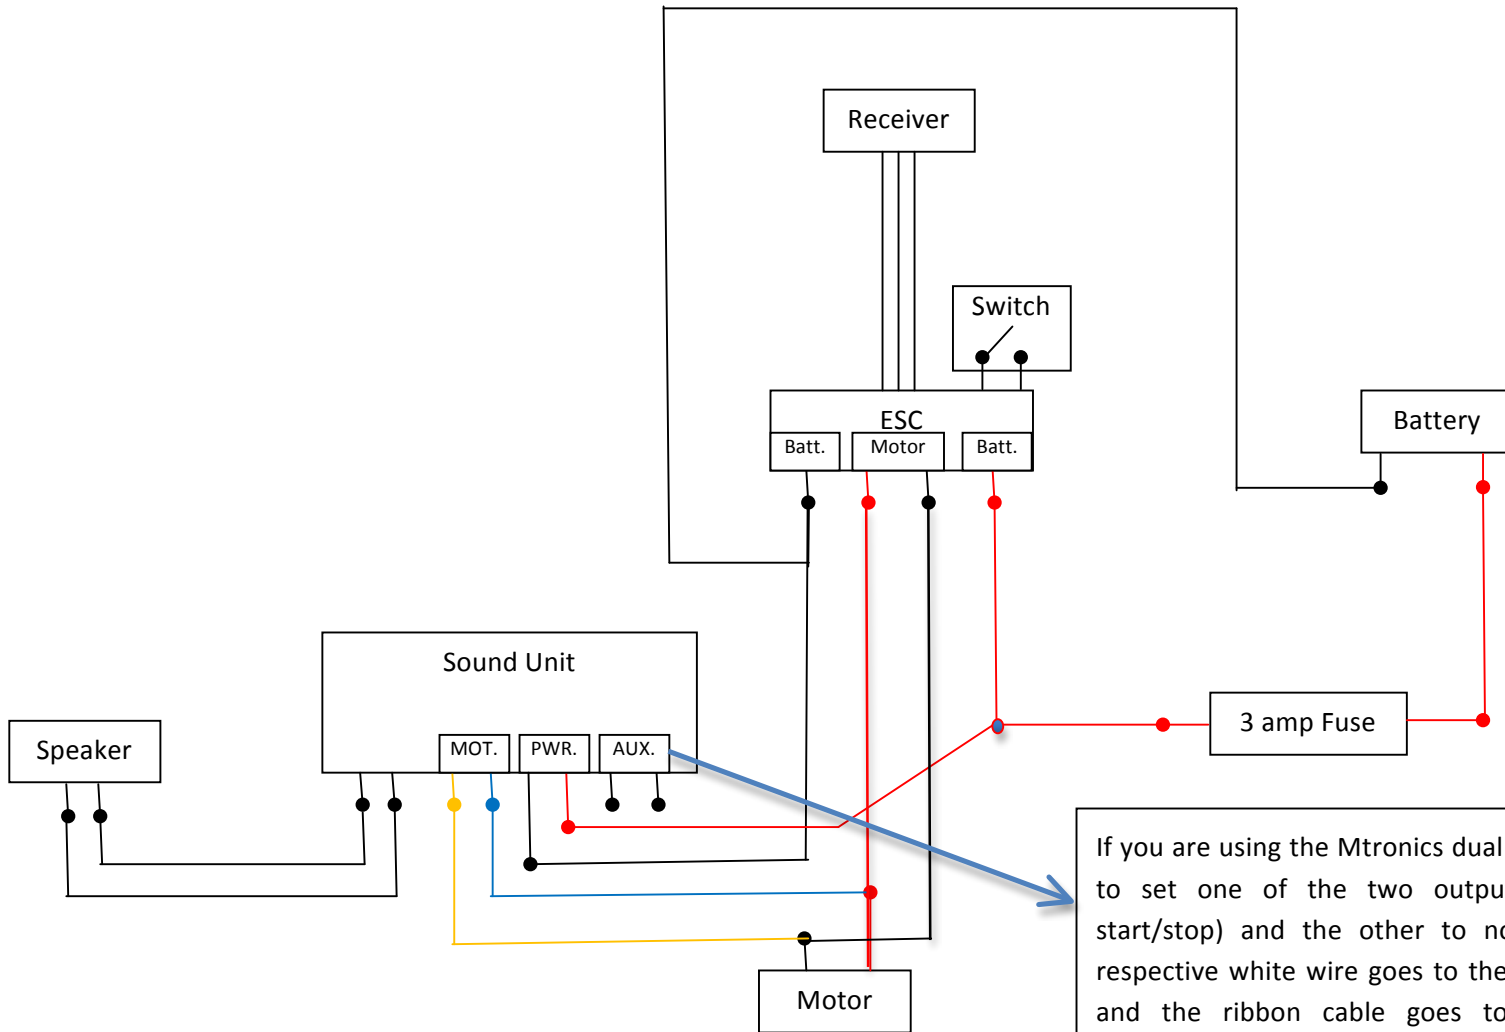 Receiver
Switch
ESC
Batt.
Motor
Batt.
Battery
Sound Unit
MOT.
PWR.
AUX.
Speaker
3 amp Fuse
Motor
If you are using the Mtronics dual
to set one of the two outpu
start/stop) and the other to no
respective white wire goes to the
and the ribbon cable goes to